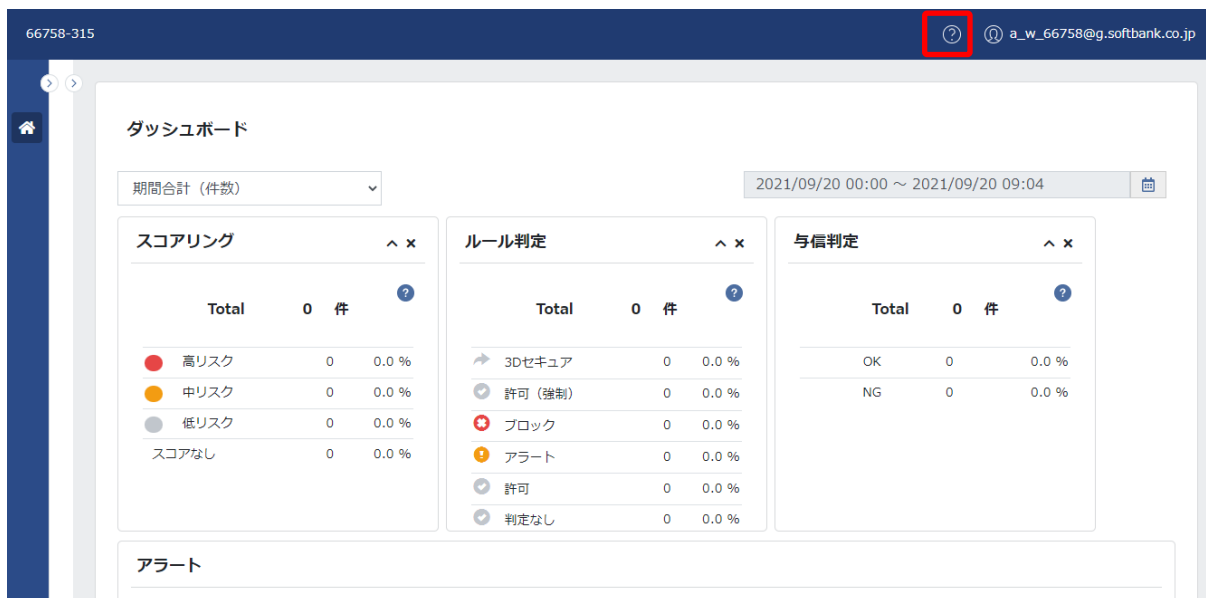 66758-315
a_w_66758@g.softbank.co.jp
ダッシュボード
期間合計（件数）
2021/09/20 00:00 ～ 2021/09/20 09:04
スコアリング
Total 0 件
高リスク 0 0.0 %
中リスク 0 0.0 %
低リスク 0 0.0 %
スコアなし 0 0.0 %
ルール判定
Total 0 件
3Dセキュア 0 0.0 %
許可（強制） 0 0.0 %
ブロック 0 0.0 %
アラート 0 0.0 %
許可 0 0.0 %
判定なし 0 0.0 %
与信判定
Total 0 件
OK 0 0.0 %
NG 0 0.0 %
アラート